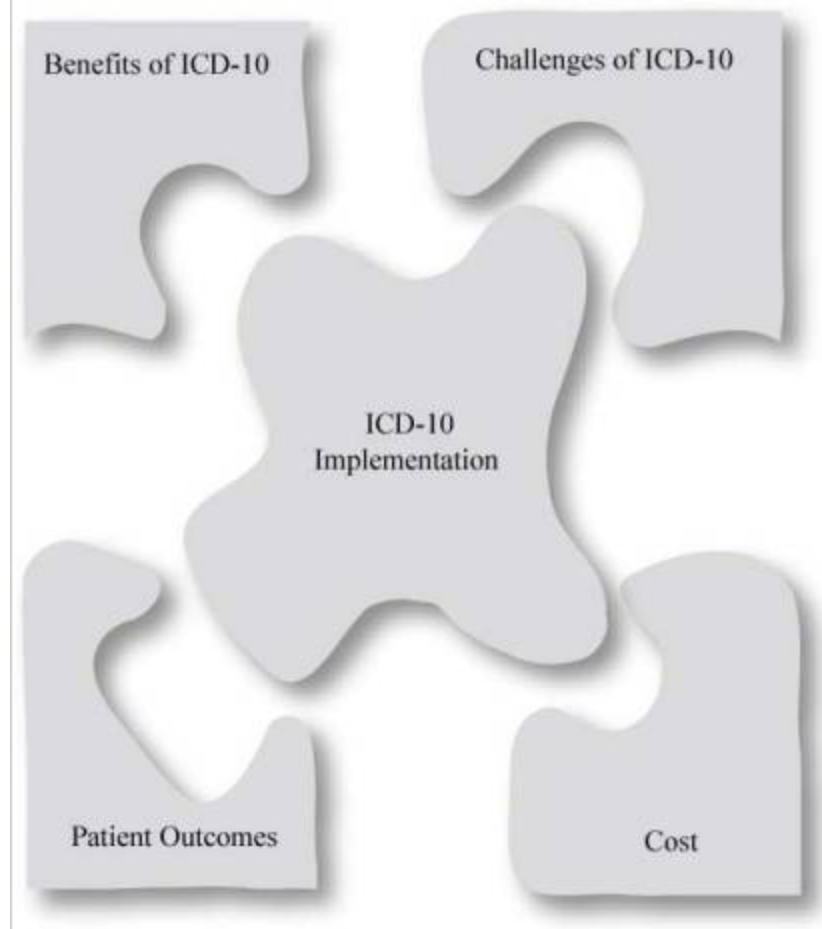 Benefits of ICD-10
Challenges of ICD-10
ICD-10
Implementation
Patient Outcomes
Cost